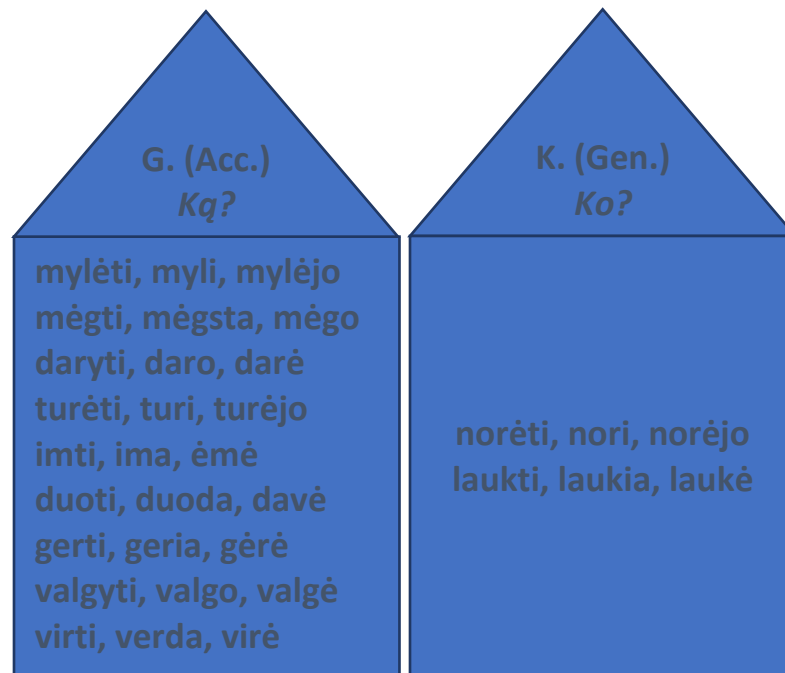 G. (Acc.)
Ką?
mylėti, myli, mylėjo
mėgti, mėgsta, mėgo
daryti, daro, darė
turėti, turi, turėjo
imti, ima, ėmė
duoti, duoda, davė
gerti, geria, gėrė
valgyti, valgo, valgė
virti, verda, virė
K. (Gen.)
Ko?
norėti, nori, norėjo
laukti, laukia, laukė